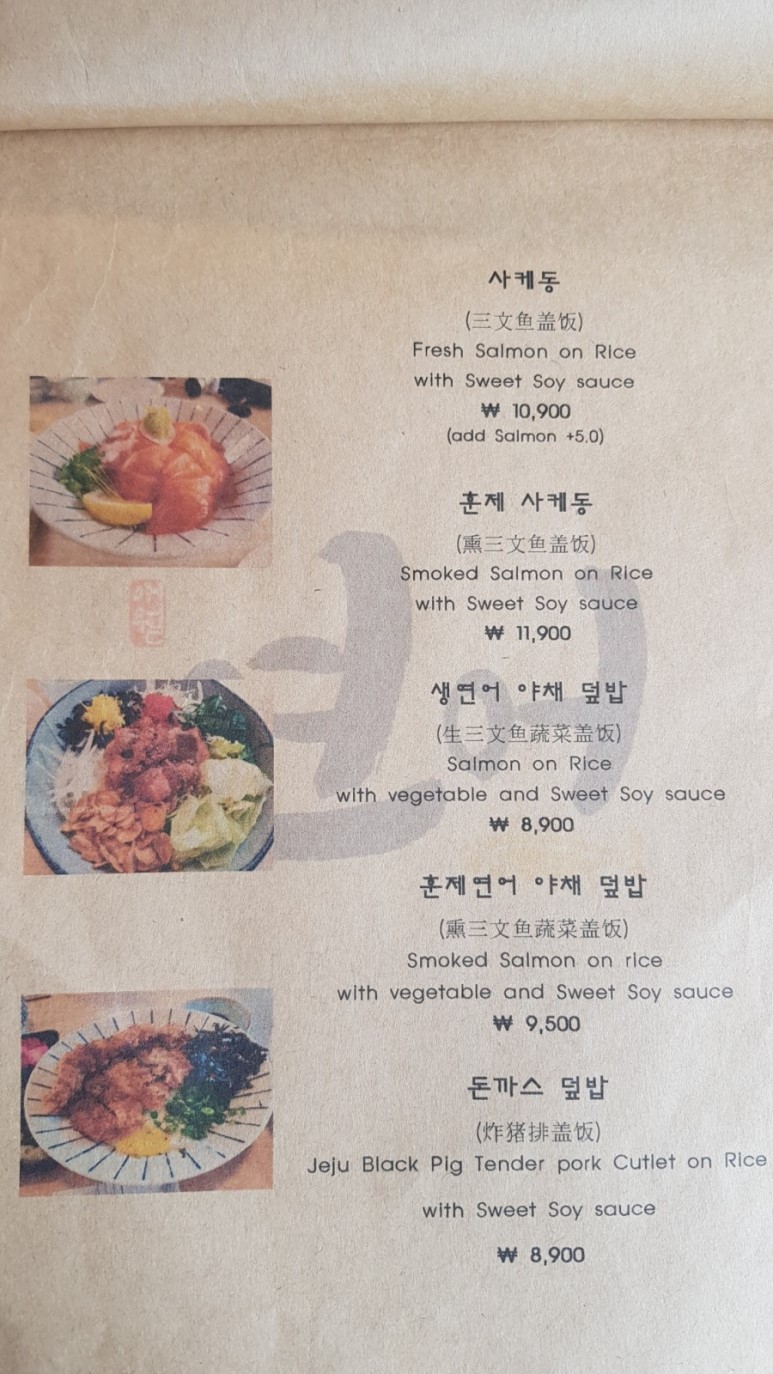 사케동
(三文鱼盖饭)
Fresh Salmon on Rice
with Sweet Soy sauce
₩ 10,900
(add Salmon +5.0)
훈제 사케동
(熏三文鱼盖饭)
Smoked Salmon on Rice
with Sweet Soy sauce
₩ 11,900
생연어 야채 덮밥
(生三文鱼蔬菜盖饭)
Salmon on Rice
with vegetable and Sweet Soy sauce
₩ 8,900
훈제연어 야채 덮밥
(熏三文鱼蔬菜盖饭)
Smoked Salmon on rice
with vegetable and Sweet Soy sauce
₩ 9,500
돈까스 덮밥
(炸猪排盖饭)
Jeju Black Pig Tender pork Cutlet on Rice
with Sweet Soy sauce
₩ 8,900